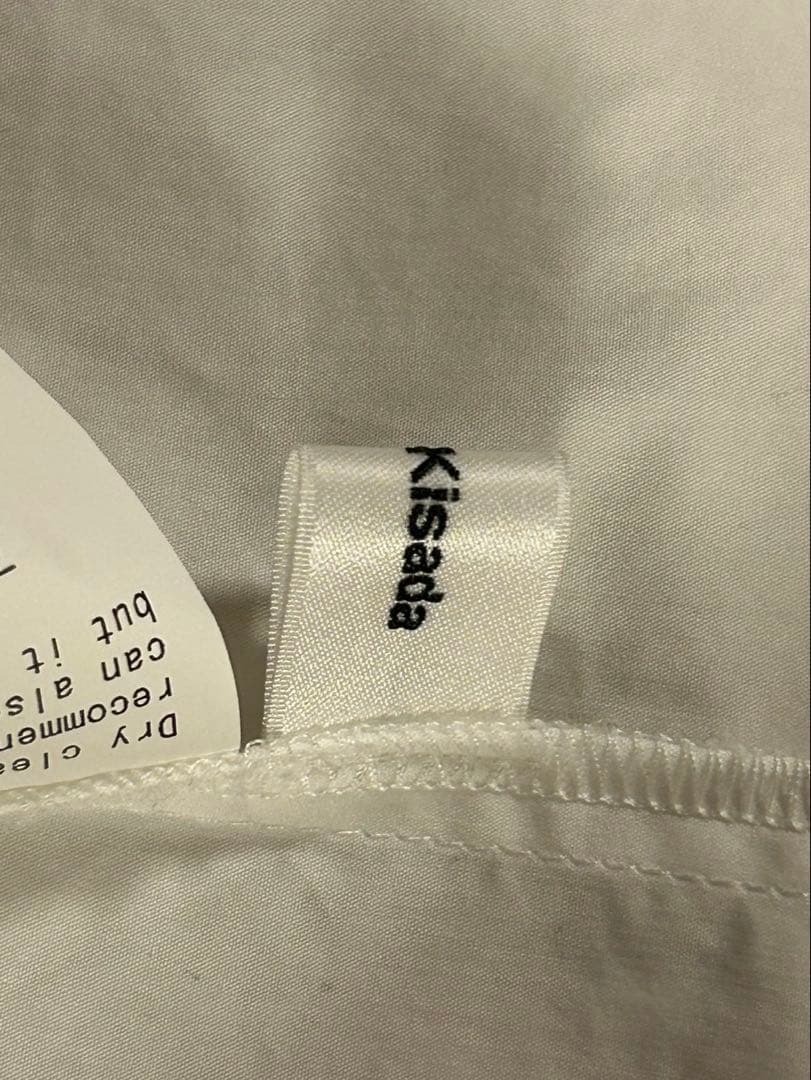 Kisada
Dry clea
recommen
can als
but it